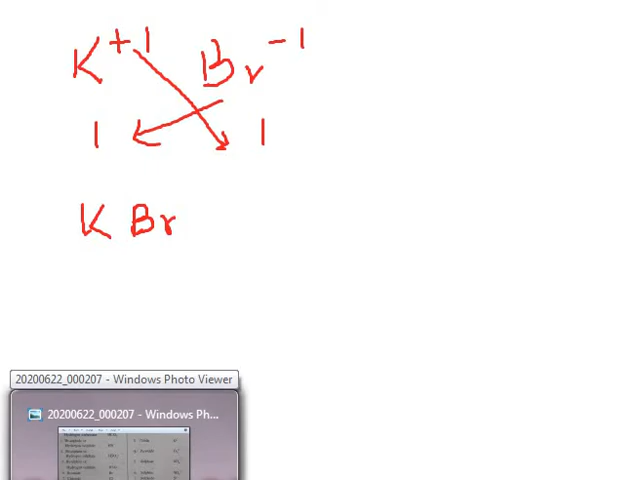 K +1 Br -1
1 1
K Br
20200622_000207 - Windows Photo Viewer
20200622_000207 - Windows Ph...